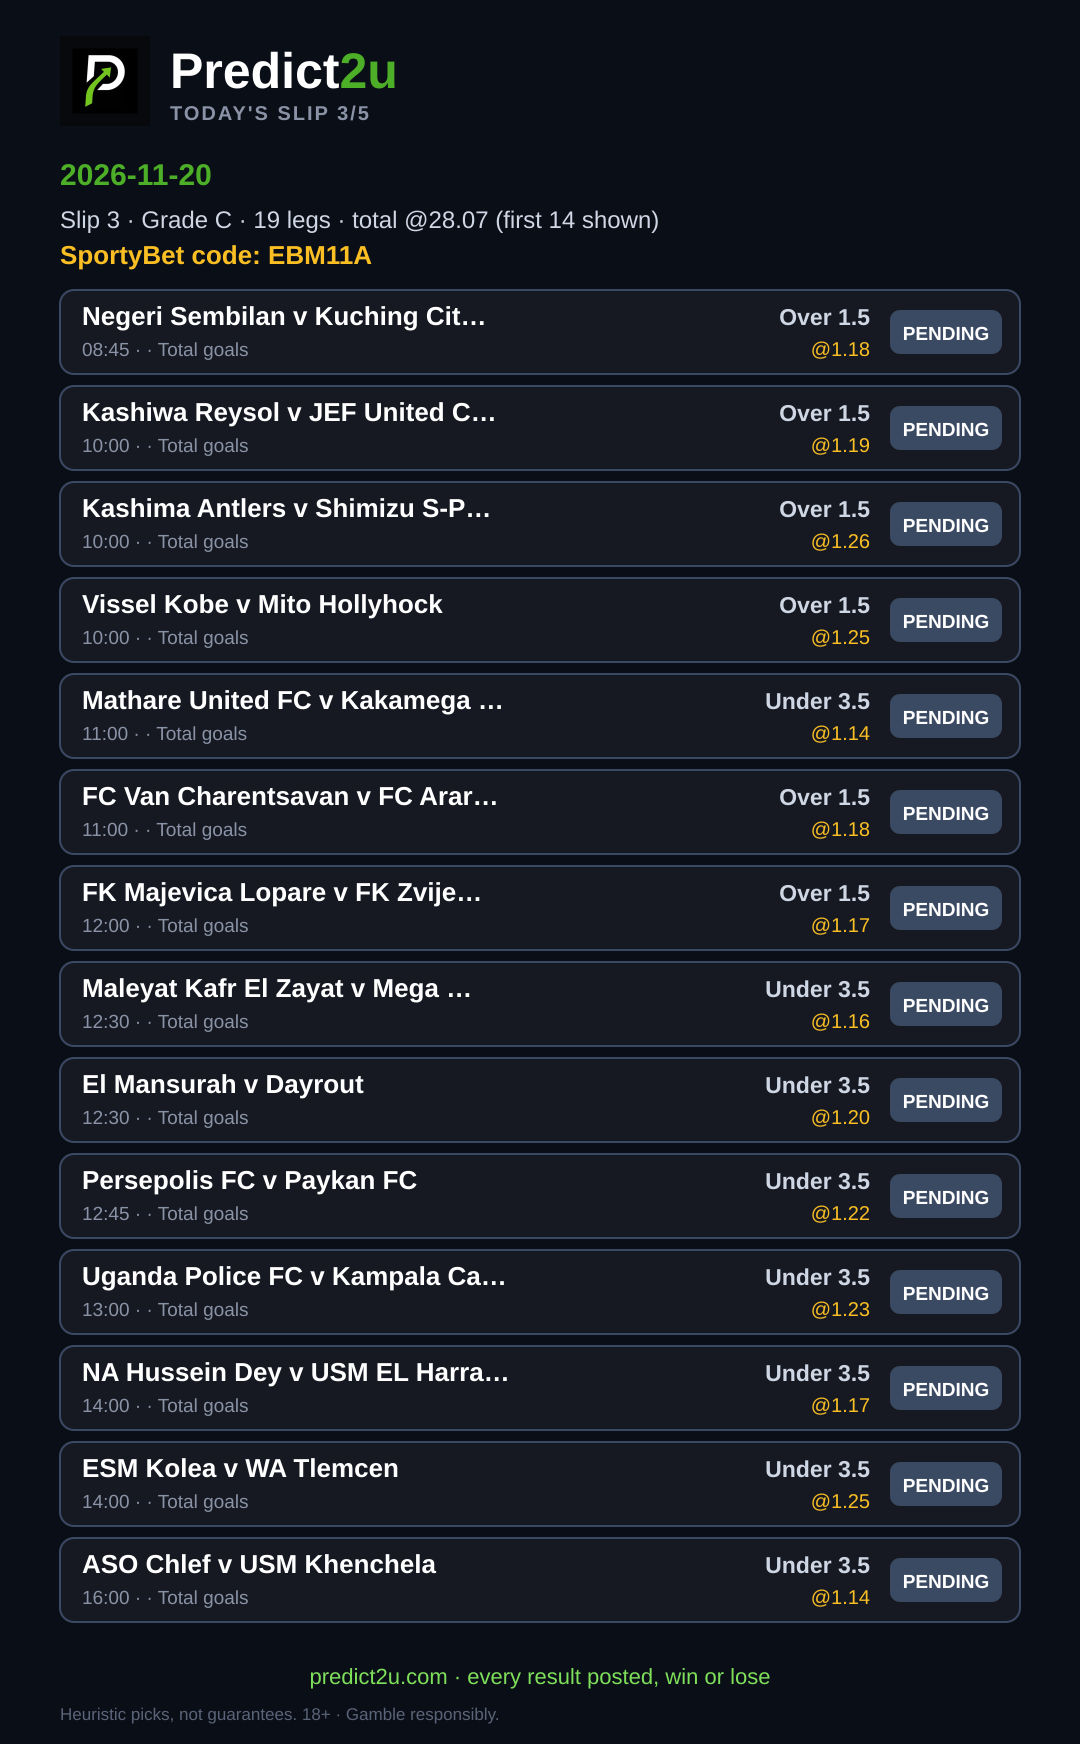 Predict2u
TODAY'S SLIP 3/5
2026-11-20
Slip 3 · Grade C · 19 legs · total @28.07 (first 14 shown)
SportyBet code: EBM11A
Negeri Sembilan v Kuching Cit… Over 1.5 PENDING
08:45 · · Total goals @1.18
Kashiwa Reysol v JEF United C… Over 1.5 PENDING
10:00 · · Total goals @1.19
Kashima Antlers v Shimizu S-P… Over 1.5 PENDING
10:00 · · Total goals @1.26
Vissel Kobe v Mito Hollyhock Over 1.5 PENDING
10:00 · · Total goals @1.25
Mathare United FC v Kakamega … Under 3.5 PENDING
11:00 · · Total goals @1.14
FC Van Charentsavan v FC Arar… Over 1.5 PENDING
11:00 · · Total goals @1.18
FK Majevica Lopare v FK Zvije… Over 1.5 PENDING
12:00 · · Total goals @1.17
Maleyat Kafr El Zayat v Mega … Under 3.5 PENDING
12:30 · · Total goals @1.16
El Mansurah v Dayrout Under 3.5 PENDING
12:30 · · Total goals @1.20
Persepolis FC v Paykan FC Under 3.5 PENDING
12:45 · · Total goals @1.22
Uganda Police FC v Kampala Ca… Under 3.5 PENDING
13:00 · · Total goals @1.23
NA Hussein Dey v USM EL Harra… Under 3.5 PENDING
14:00 · · Total goals @1.17
ESM Kolea v WA Tlemcen Under 3.5 PENDING
14:00 · · Total goals @1.25
ASO Chlef v USM Khenchela Under 3.5 PENDING
16:00 · · Total goals @1.14
predict2u.com · every result posted, win or lose
Heuristic picks, not guarantees. 18+ · Gamble responsibly.